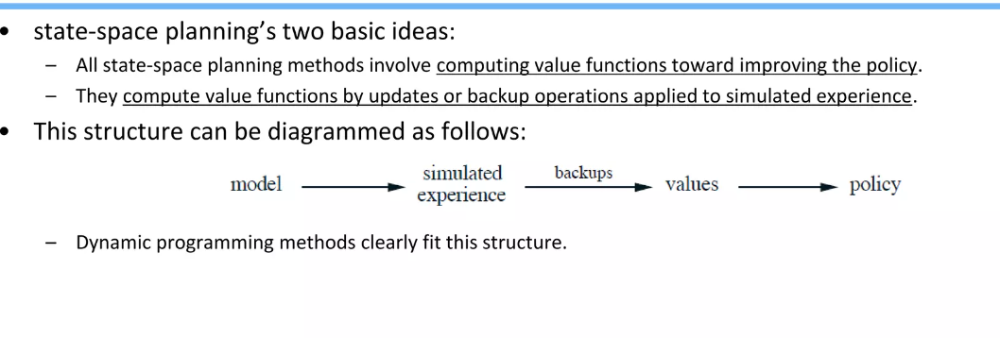 • state-space planning’s two basic ideas:
– All state-space planning methods involve computing value functions toward improving the policy.
– They compute value functions by updates or backup operations applied to simulated experience.
• This structure can be diagrammed as follows:
model simulated experience backups values policy
– Dynamic programming methods clearly fit this structure.